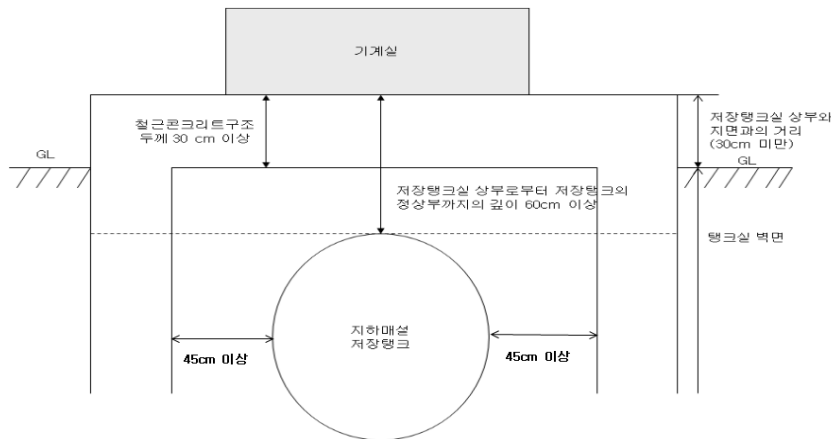 기계실
철근콘크리트구조
두께 30 cm 이상
저장탱크실 상부와
지면과의 거리
(30cm 미만)
GL
GL
저장탱크실 상부로부터 저장탱크의
정상부까지의 깊이 60cm 이상
탱크실 벽면
지하매설
저장탱크
45cm 이상
45cm 이상